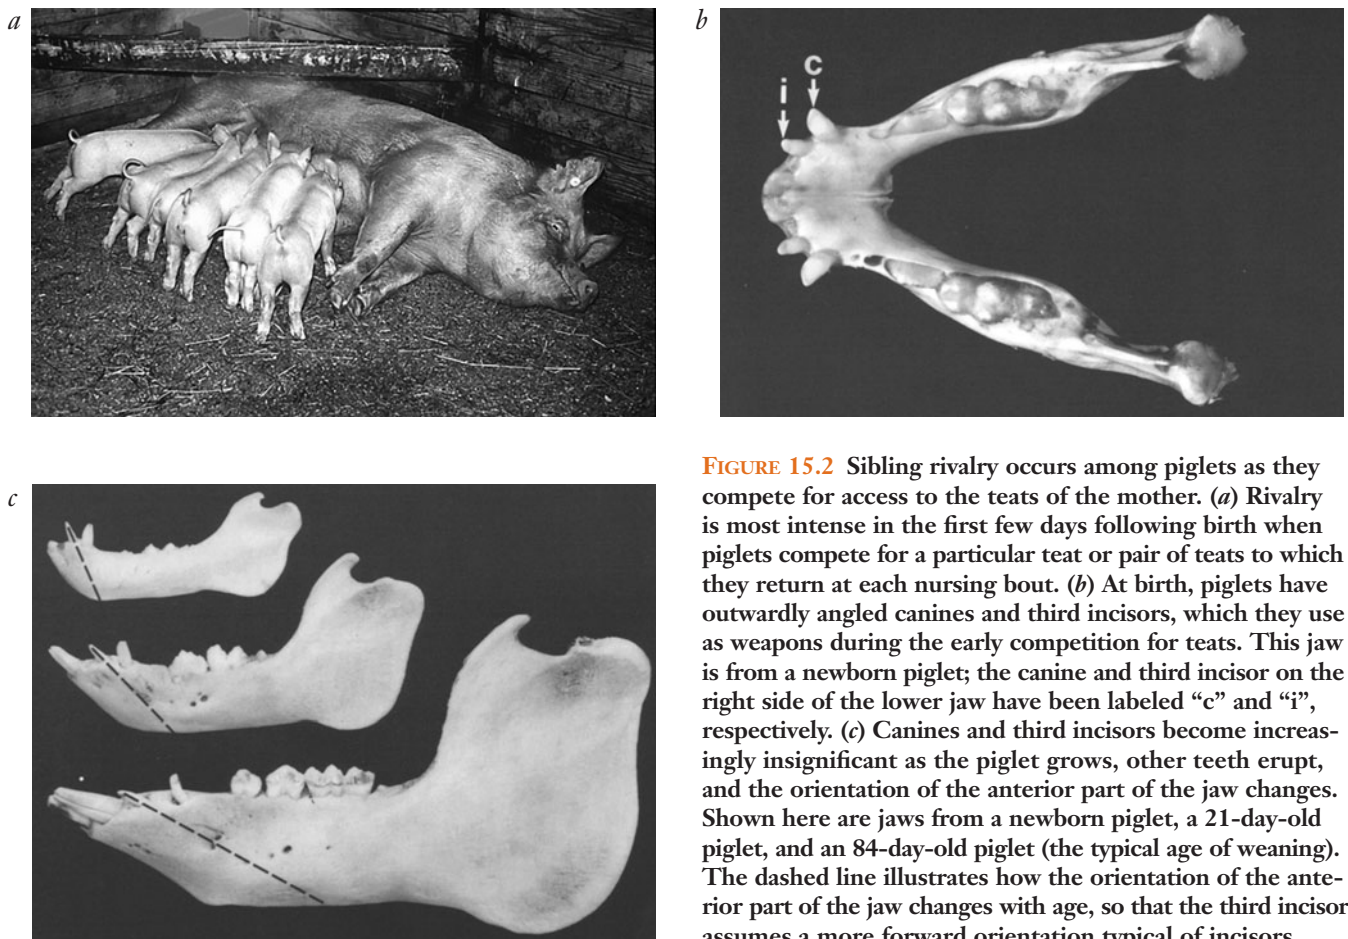 a
b
i
c
c
FIGURE 15.2 Sibling rivalry occurs among piglets as they
compete for access to the teats of the mother. (a) Rivalry
is most intense in the first few days following birth when
piglets compete for a particular teat or pair of teats to which
they return at each nursing bout. (b) At birth, piglets have
outwardly angled canines and third incisors, which they use
as weapons during the early competition for teats. This jaw
is from a newborn piglet; the canine and third incisor on the
right side of the lower jaw have been labeled “c” and “i”,
respectively. (c) Canines and third incisors become increas-
ingly insignificant as the piglet grows, other teeth erupt,
and the orientation of the anterior part of the jaw changes.
Shown here are jaws from a newborn piglet, a 21-day-old
piglet, and an 84-day-old piglet (the typical age of weaning).
The dashed line illustrates how the orientation of the ante-
rior part of the jaw changes with age, so that the third incisor
assumes a more forward orientation typical of incisors